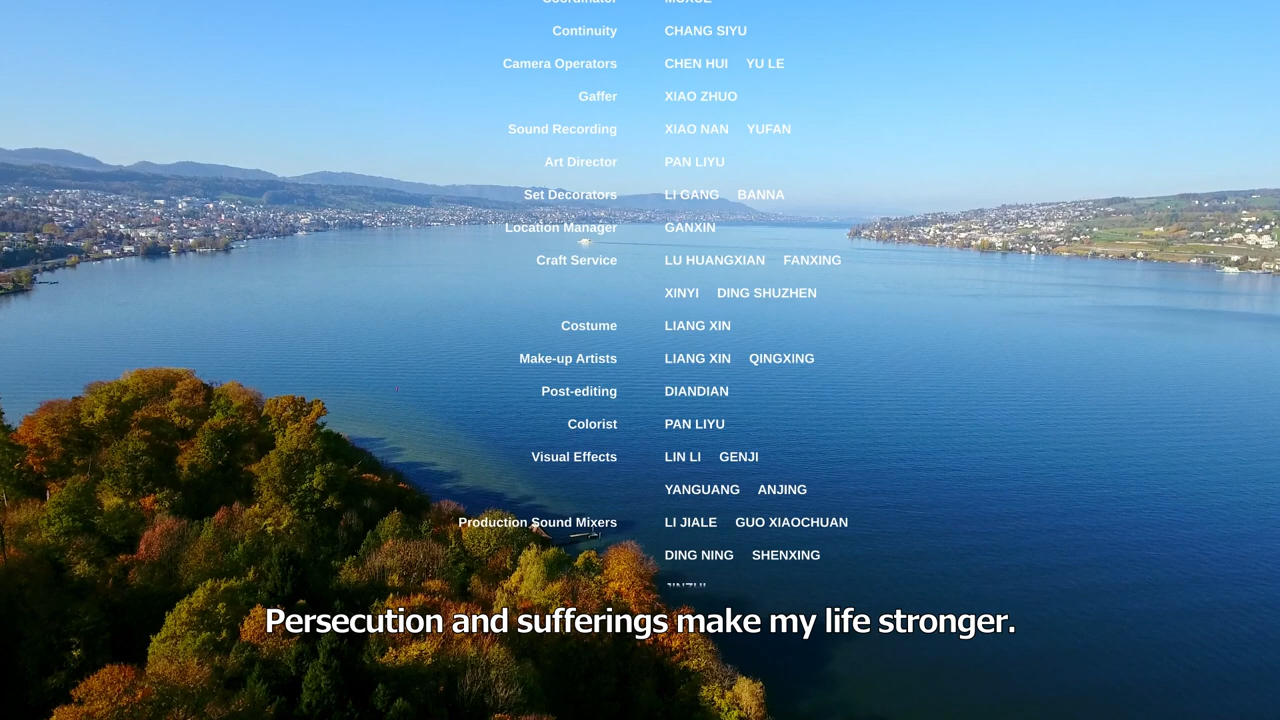 Coordinator MUXUE
Continuity CHANG SIYU
Camera Operators CHEN HUI YU LE
Gaffer XIAO ZHUO
Sound Recording XIAO NAN YUFAN
Art Director PAN LIYU
Set Decorators LI GANG BANNA
Location Manager GANXIN
Craft Service LU HUANGXIAN FANXING
XINYI DING SHUZHEN
Costume LIANG XIN
Make-up Artists LIANG XIN QINGXING
Post-editing DIANDIAN
Colorist PAN LIYU
Visual Effects LIN LI GENJI
YANGUANG ANJING
Production Sound Mixers LI JIALE GUO XIAOCHUAN
DING NING SHENXING
Persecution and sufferings make my life stronger.